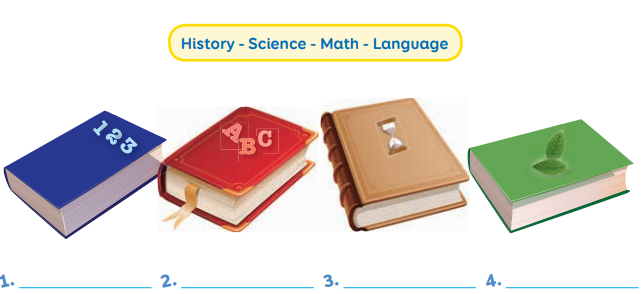 History - Science - Math - Language
123
ABC
1.
2.
3.
4.